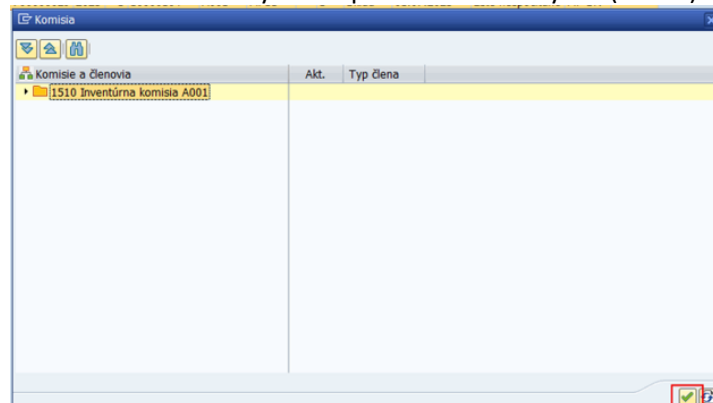 Komisia
Komisie a členovia Akt. Typ člena
1510 Inventúrna komisia A001